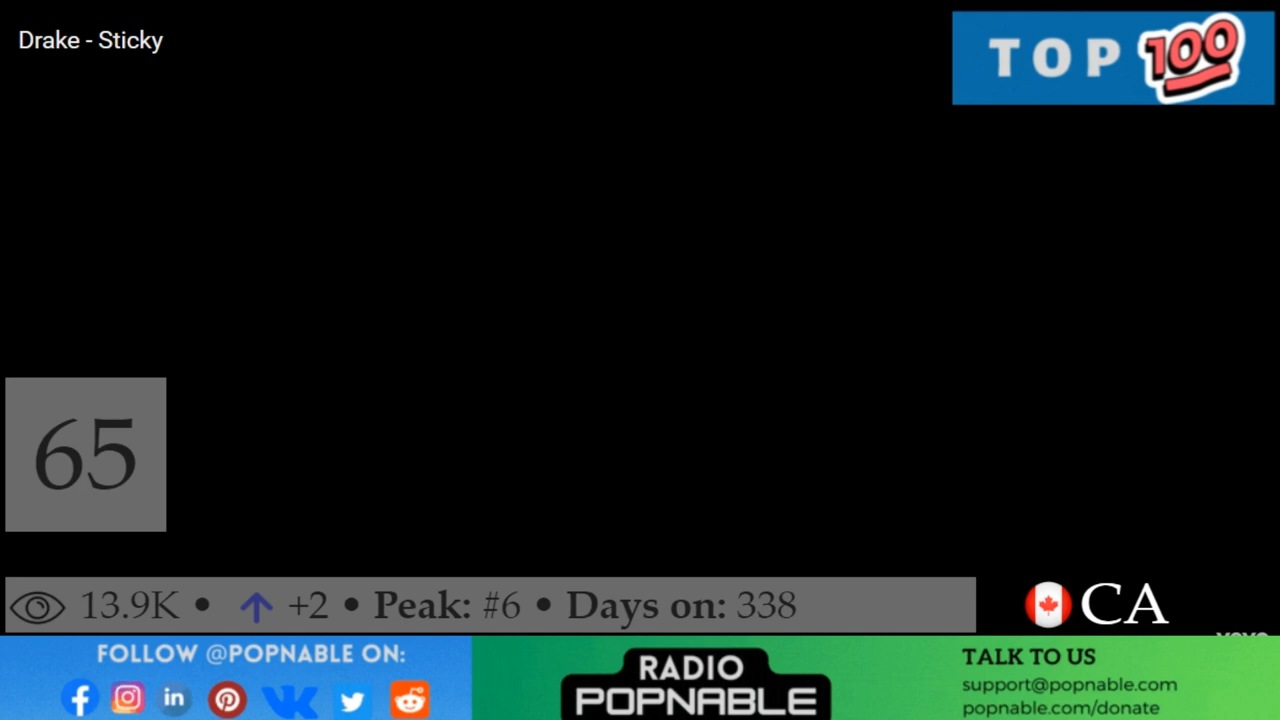 Drake - Sticky
TOP 100
65
13.9K • +2 • Peak: #6 • Days on: 338
CA
FOLLOW @POPNABLE ON:
RADIO
POPNABLE
TALK TO US
support@popnable.com
popnable.com/donate